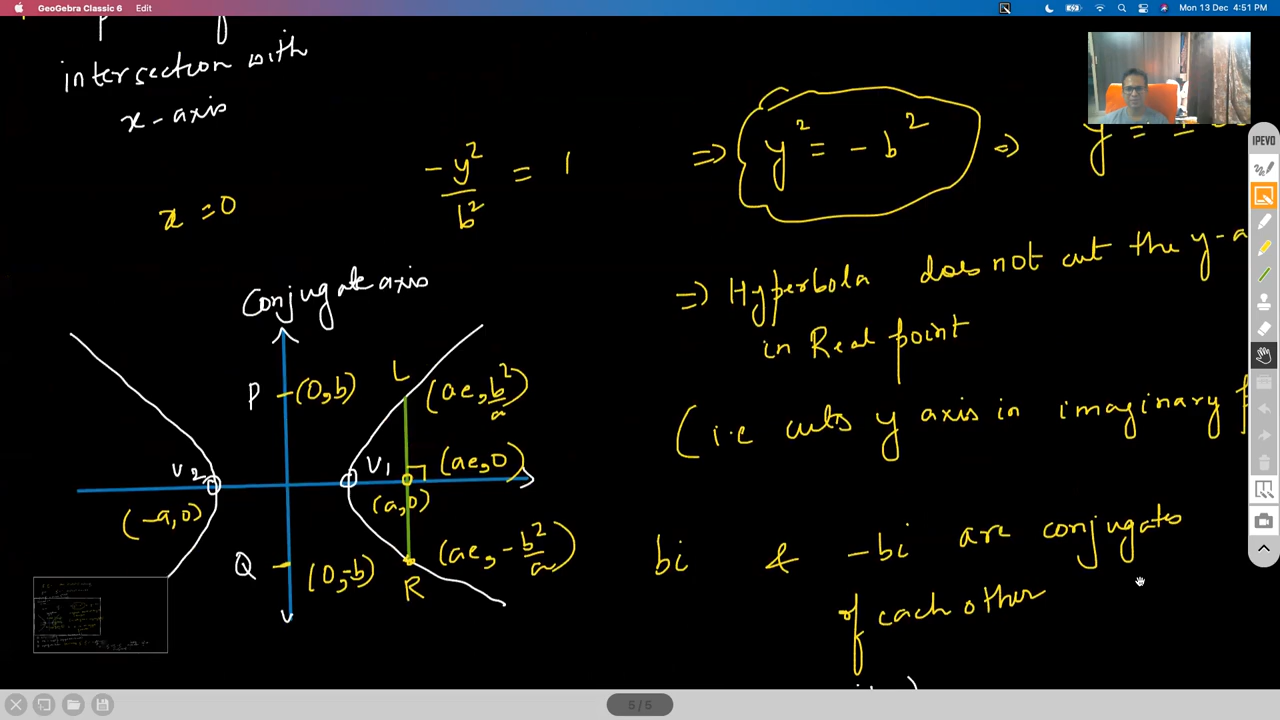 GeoGebra Classic 6 Edit
Mon 13 Dec 4:51 PM
intersection with
x-axis
x = 0
-y²/b² = 1
⇒ y² = -b² ⇒ y = ±
⇒ Hyperbola does not cut the y-a
in Real point
(i.e cuts y axis in imaginary
bi & -bi are conjugates
of each other
Conjugate axis
P (0,b)
L (ae, b²/a)
V2 V1 (ae,0)
(-a,0) (a,0)
Q (0,-b)
R (ae, -b²/a)
IPEVO
5 / 5